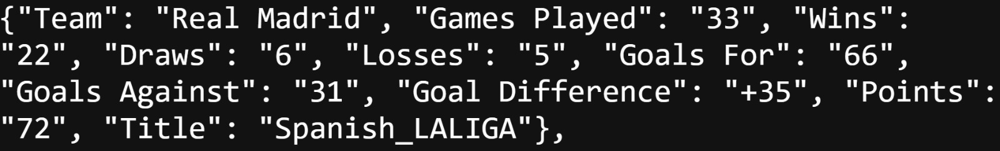 {"Team": "Real Madrid", "Games Played": "33", "Wins":
"22", "Draws": "6", "Losses": "5", "Goals For": "66",
"Goals Against": "31", "Goal Difference": "+35", "Points":
"72", "Title": "Spanish_LALIGA"},